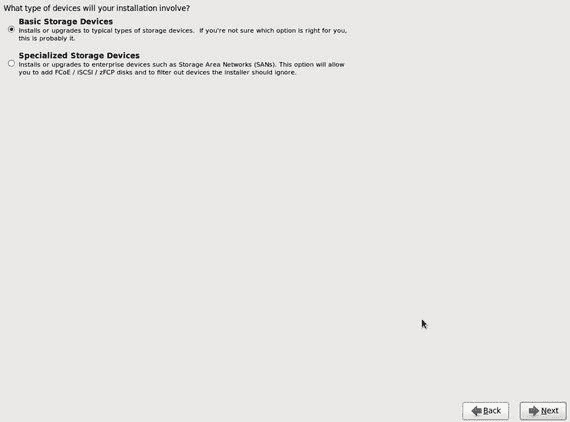 What type of devices will your installation involve?
Basic Storage Devices
Installs or upgrades to typical types of storage devices.  If you're not sure which option is right for you,
this is probably it.
Specialized Storage Devices
Installs or upgrades to enterprise devices such as Storage Area Networks (SANs). This option will allow
you to add FCoE / iSCSI / zFCP disks and to filter out devices the installer should ignore.
Back
Next